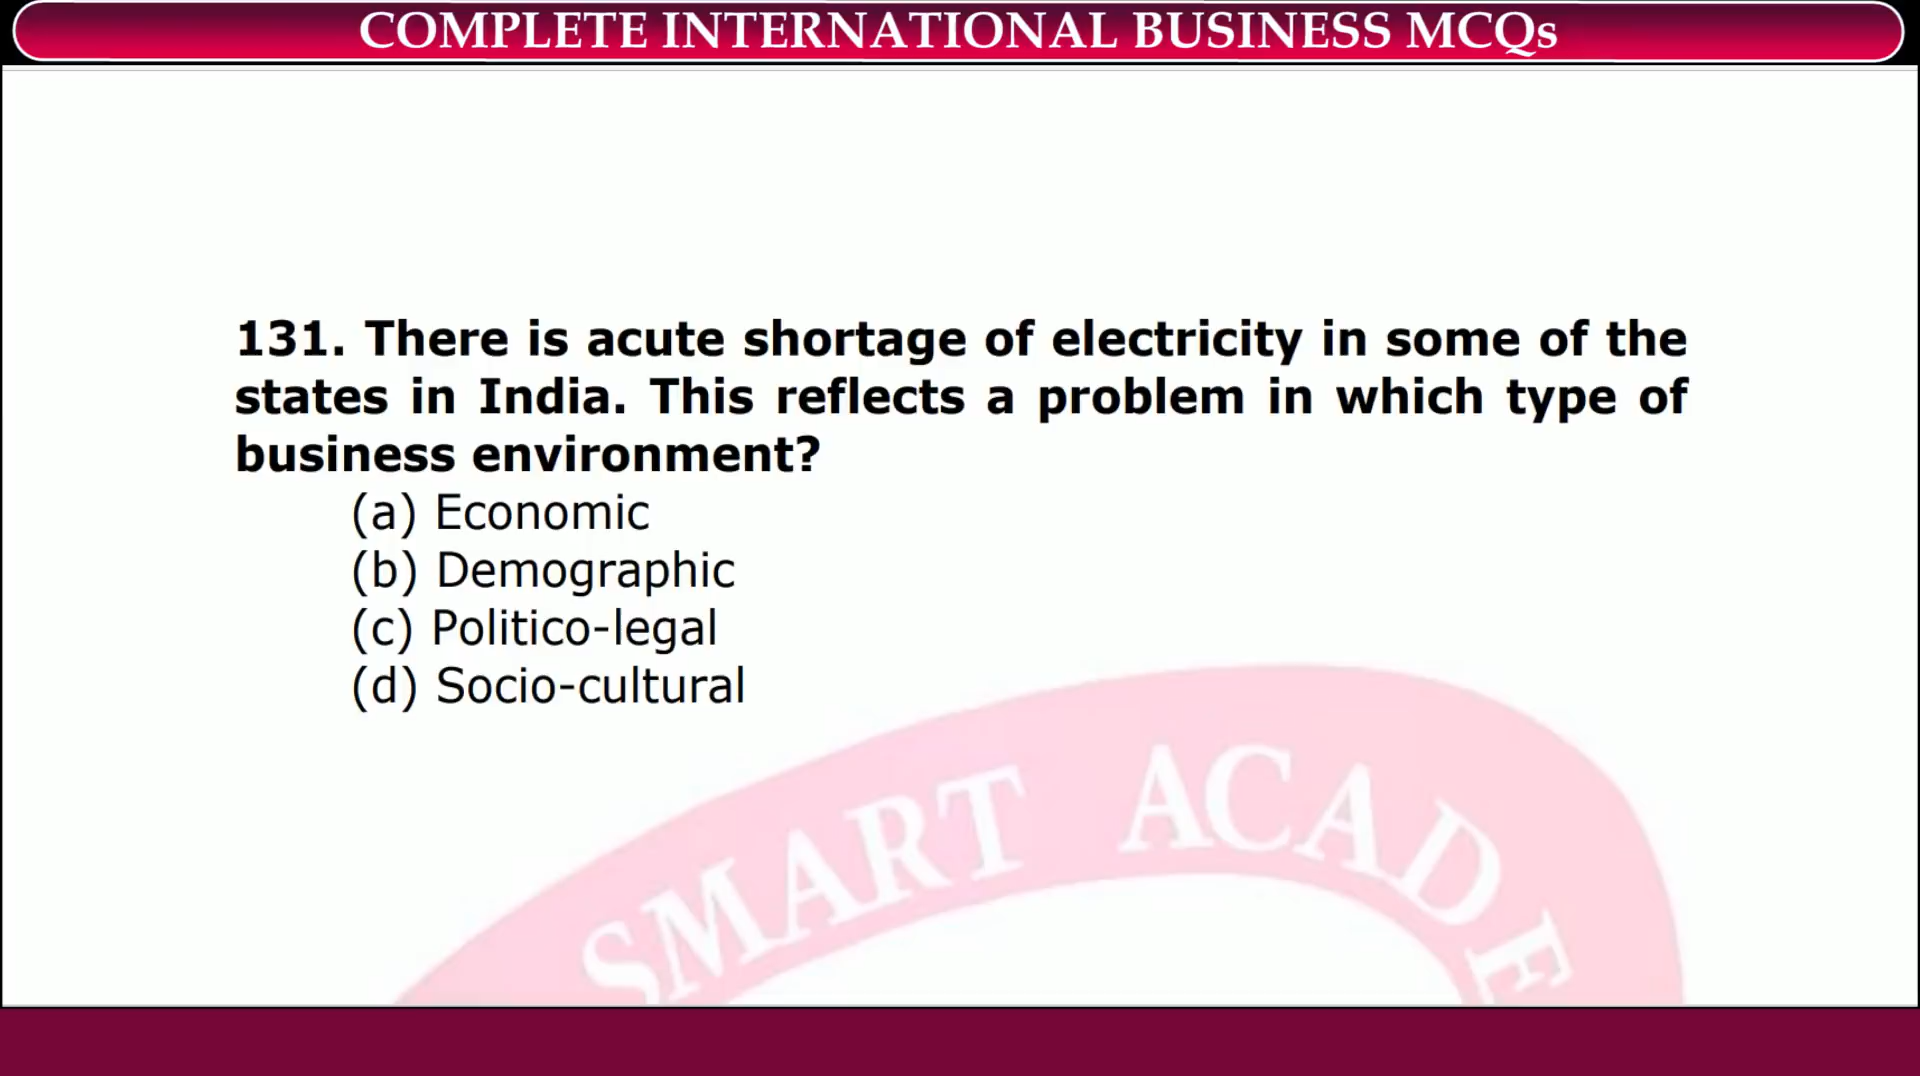 COMPLETE INTERNATIONAL BUSINESS MCQs
131. There is acute shortage of electricity in some of the
states in India. This reflects a problem in which type of
business environment?
(a) Economic
(b) Demographic
(c) Politico-legal
(d) Socio-cultural
SMART ACADE